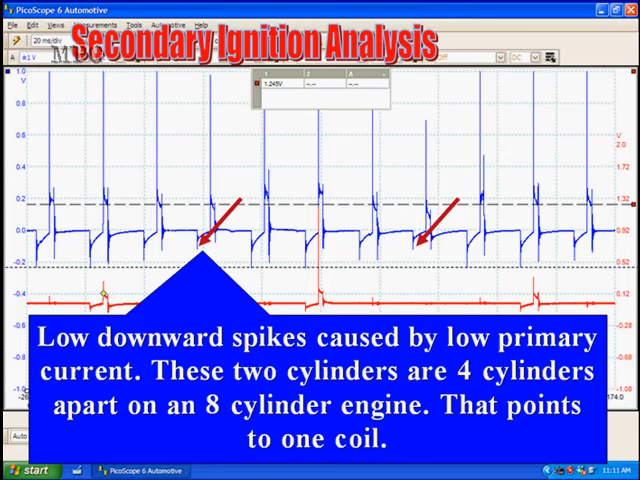 PicoScope 6 Automotive
File Edit Views Measurements Tools Automotive Help
Secondary Ignition Analysis
20 ms/div
A ±1 V Off DC
1 2 A
1.245V --.-- --.--
1.0
V
0.8
0.6
0.4
0.2
0.0
-0.2
-0.4
-0.6
-0.8
-1.0
V
2.0
1.72
1.32
0.92
0.52
0.12
Low downward spikes caused by low primary
current. These two cylinders are 4 cylinders
apart on an 8 cylinder engine. That points
to one coil.
174.0
Auto
start PicoScope 6 Automotive 11:11 AM